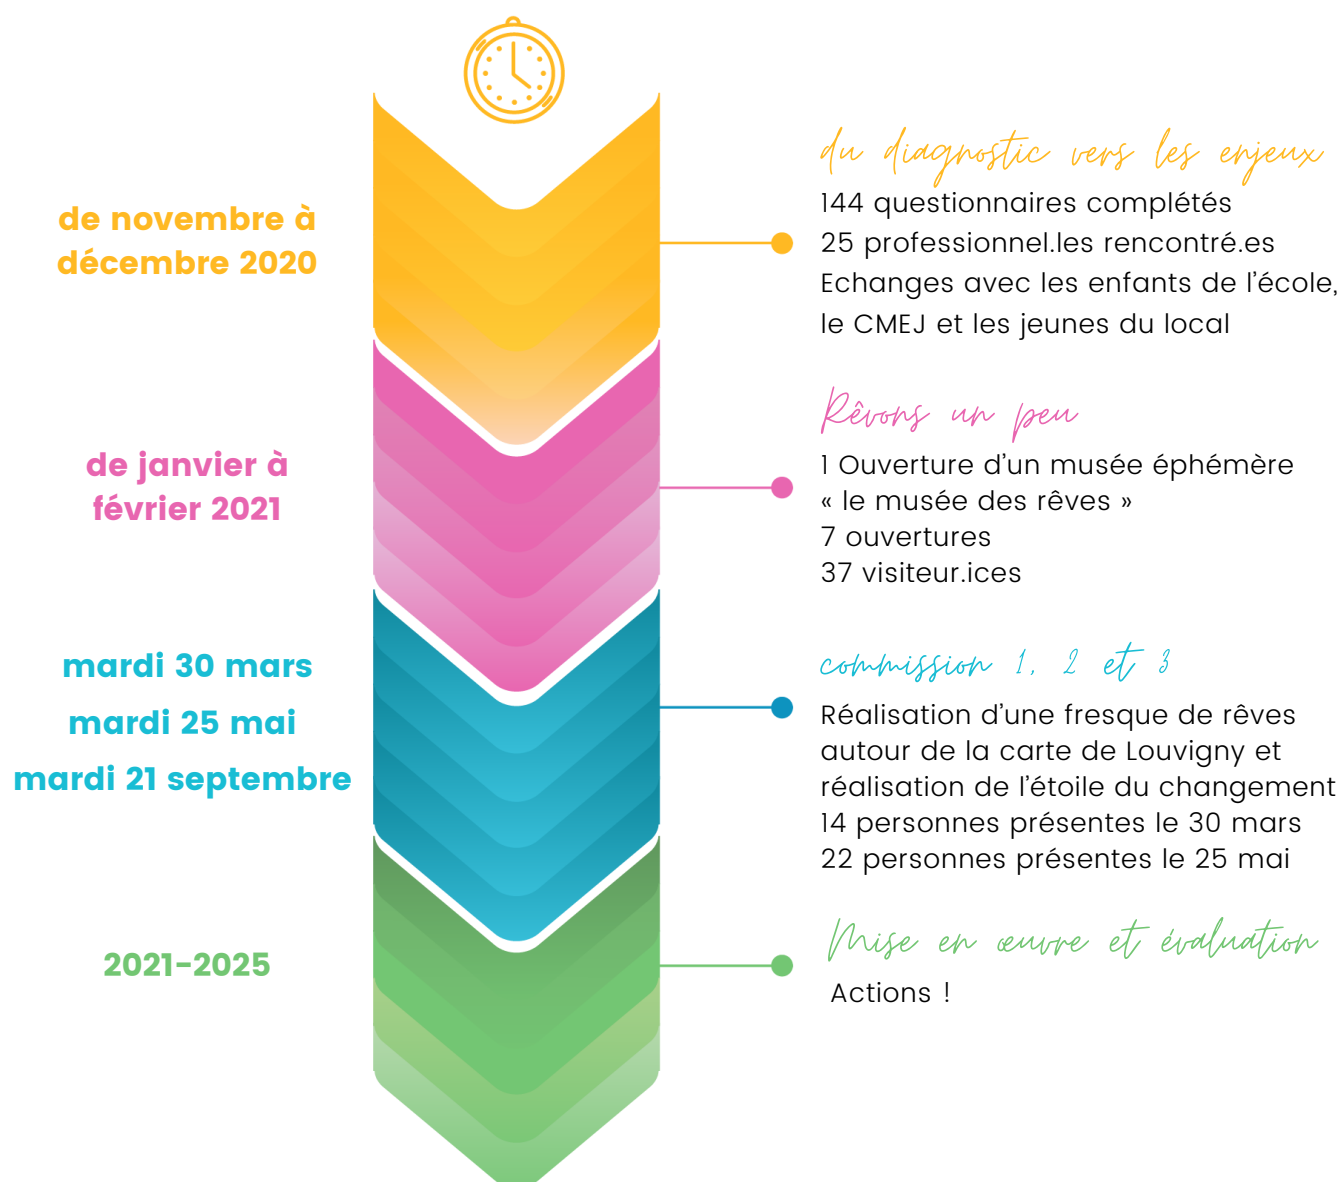 de novembre à
décembre 2020
du diagnostic vers les enjeux
144 questionnaires complétés
25 professionnel.les rencontré.es
Echanges avec les enfants de l'école,
le CMEJ et les jeunes du local
de janvier à
février 2021
Rêvons un peu
1 Ouverture d'un musée éphémère
« le musée des rêves »
7 ouvertures
37 visiteur.ices
mardi 30 mars
mardi 25 mai
mardi 21 septembre
commission 1, 2 et 3
Réalisation d'une fresque de rêves
autour de la carte de Louvigny et
réalisation de l'étoile du changement
14 personnes présentes le 30 mars
22 personnes présentes le 25 mai
2021-2025
Mise en œuvre et évaluation
Actions !